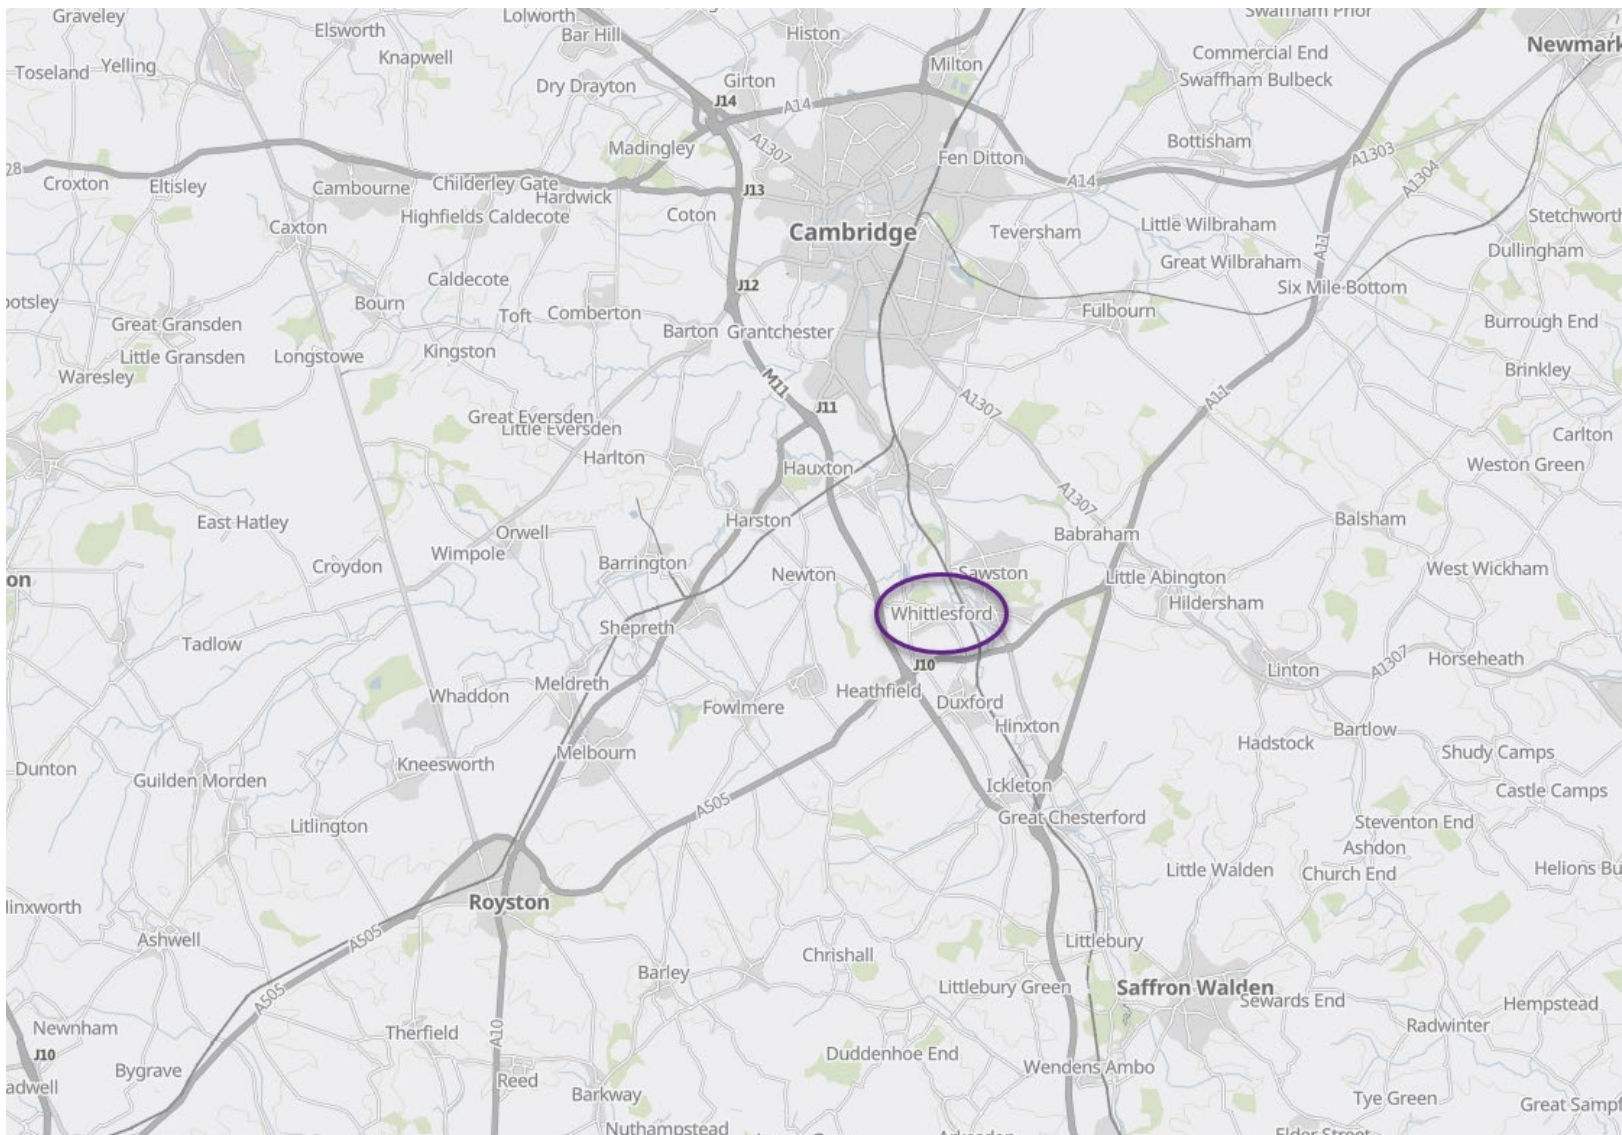 Graveley
Elsworth
Lolworth
Bar Hill
Histon
Swaffham Prior
Newmark
Toseland
Yelling
Knapwell
Dry Drayton
Girton
Milton
Commercial End
Swaffham Bulbeck
J14
A14
Madingley
A1307
Fen Ditton
Bottisham
A1303
28
Croxton
Eltisley
Cambourne
Childerley Gate
Hardwick
J13
A14
A1304
Highfields Caldecote
Coton
Caxton
Cambridge
Teversham
Little Wilbraham
Stetchworth
A11
Dullingham
Great Wilbraham
Caldecote
J12
Six Mile Bottom
otsley
Bourn
Toft
Comberton
Fulbourn
Great Gransden
Barton
Grantchester
Burrough End
Little Gransden
Longstowe
Kingston
Waresley
Brinkley
M11
J11
A1307
A11
Great Eversden
Little Eversden
Carlton
Harlton
Hauxton
Weston Green
A1307
East Hatley
Harston
Balsham
Orwell
Babraham
Wimpole
Croydon
Barrington
Newton
Sawston
Little Abington
West Wickham
on
Hildersham
Whittlesford
Shepreth
Tadlow
J10
Linton
A1307
Horseheath
Whaddon
Meldreth
Fowlmere
Heathfield
Duxford
Hinxton
Bartlow
Melbourn
Hadstock
Shudy Camps
Dunton
Guilden Morden
Kneesworth
Ickleton
Castle Camps
A505
Great Chesterford
Steventon End
Litlington
Ashdon
Little Walden
Church End
Helions Bu
Royston
Ashwell
A505
Littlebury
Chrishall
Barley
Littlebury Green
Saffron Walden
Sewards End
Hempstead
A505
Newnham
Therfield
A10
Radwinter
J10
Duddenhoe End
Bygrave
Reed
Wendens Ambo
adwell
Barkway
Tye Green
Great Sampf
Nuthampstead